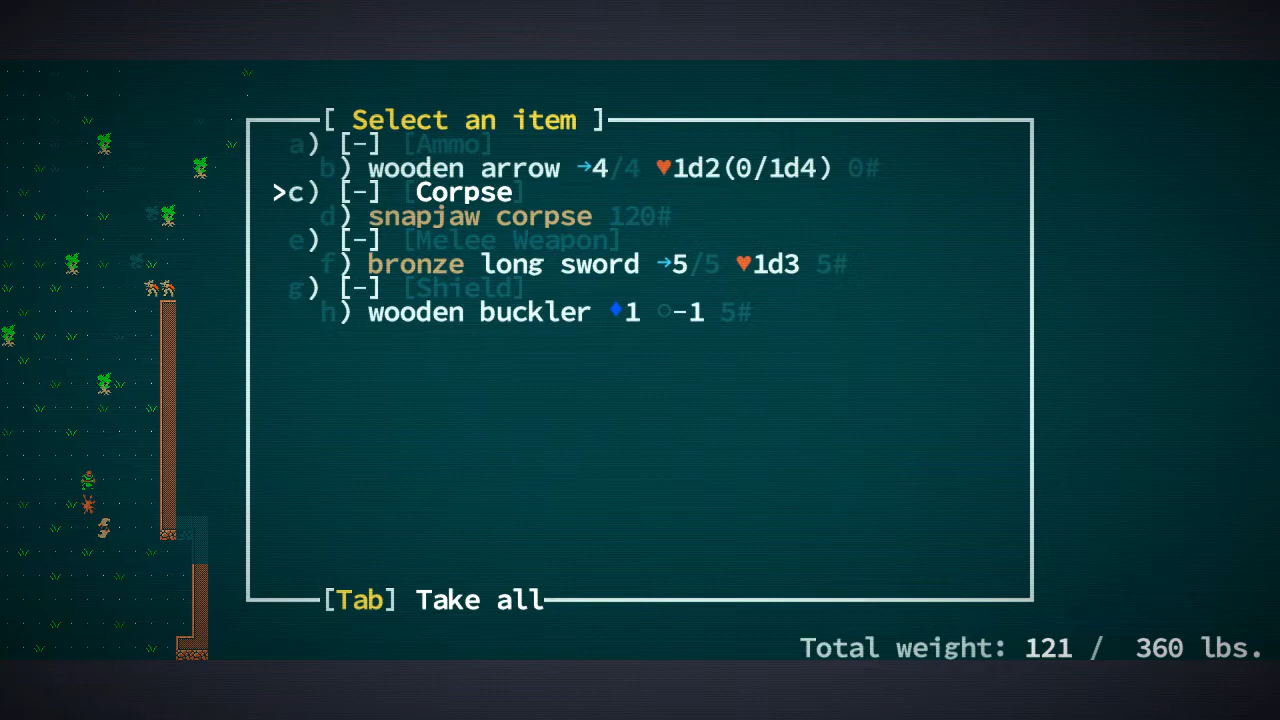 [ Select an item ]
a) [-] [Ammo]
b) wooden arrow →4/4 ♥1d2(0/1d4) 0#
>c) [-] [Corpse]
d) snapjaw corpse 120#
e) [-] [Melee Weapon]
f) bronze long sword →5/5 ♥1d3 5#
g) [-] [Shield]
h) wooden buckler ♦1 ○-1 5#
[Tab] Take all
Total weight: 121 / 360 lbs.